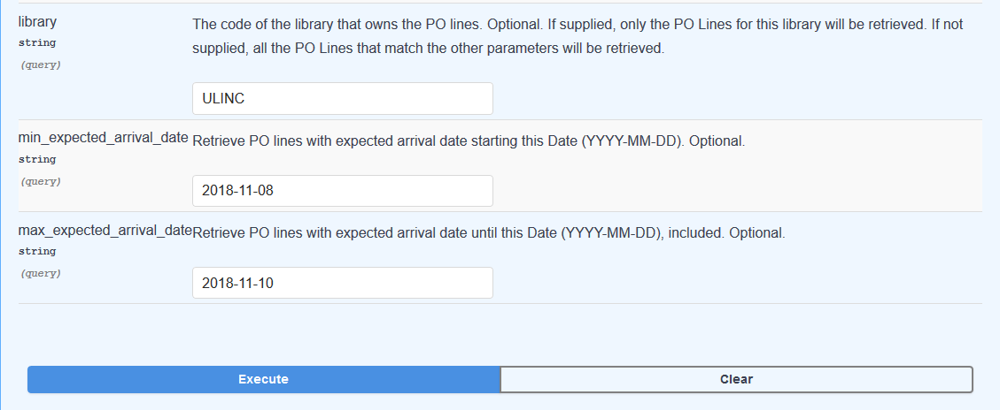 library
string
(query)
The code of the library that owns the PO lines. Optional. If supplied, only the PO Lines for this library will be retrieved. If not
supplied, all the PO Lines that match the other parameters will be retrieved.
ULINC
min_expected_arrival_date
string
(query)
Retrieve PO lines with expected arrival date starting this Date (YYYY-MM-DD). Optional.
2018-11-08
max_expected_arrival_date
string
(query)
Retrieve PO lines with expected arrival date until this Date (YYYY-MM-DD), included. Optional.
2018-11-10
Execute
Clear